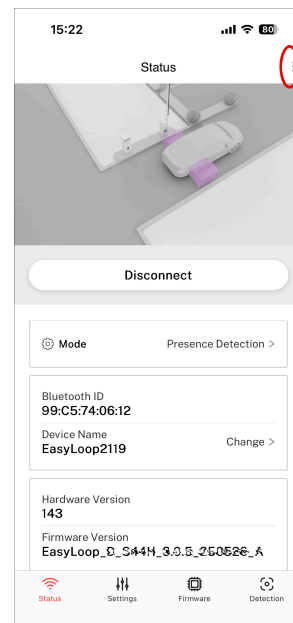 15:22
80
Status
Disconnect
Mode
Presence Detection >
Bluetooth ID
99:C5:74:06:12
Device Name
EasyLoop2119
Change >
Hardware Version
143
Firmware Version
Status
Settings
Firmware
Detection